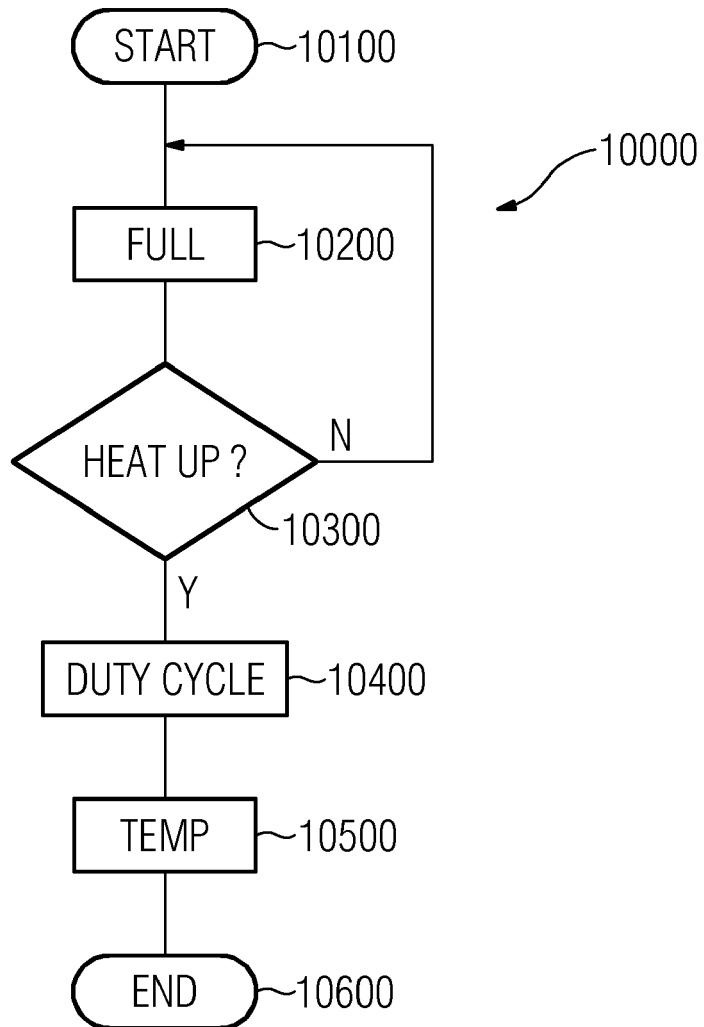 START 10100
10000
FULL 10200
HEAT UP ? N
10300
Y
DUTY CYCLE 10400
TEMP 10500
END 10600